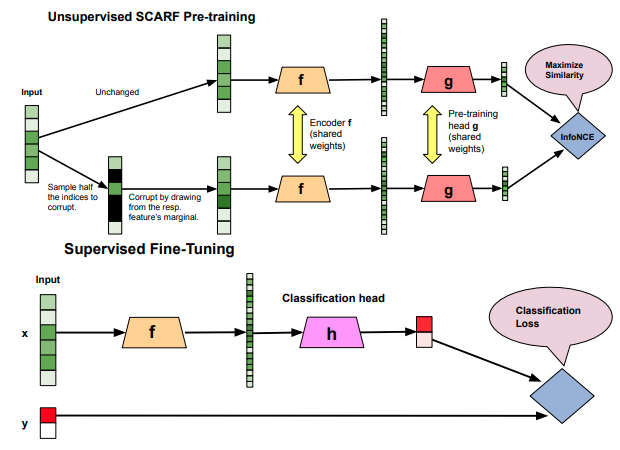 Unsupervised SCARF Pre-training
Input
Unchanged
f
g
Maximize
Similarity
Encoder f
(shared
weights)
Pre-training
head g
(shared
weights)
InfoNCE
Sample half
the indices to
corrupt.
Corrupt by drawing
from the resp.
feature's marginal.
f
g
Supervised Fine-Tuning
Input
Classification head
x
f
h
Classification
Loss
y